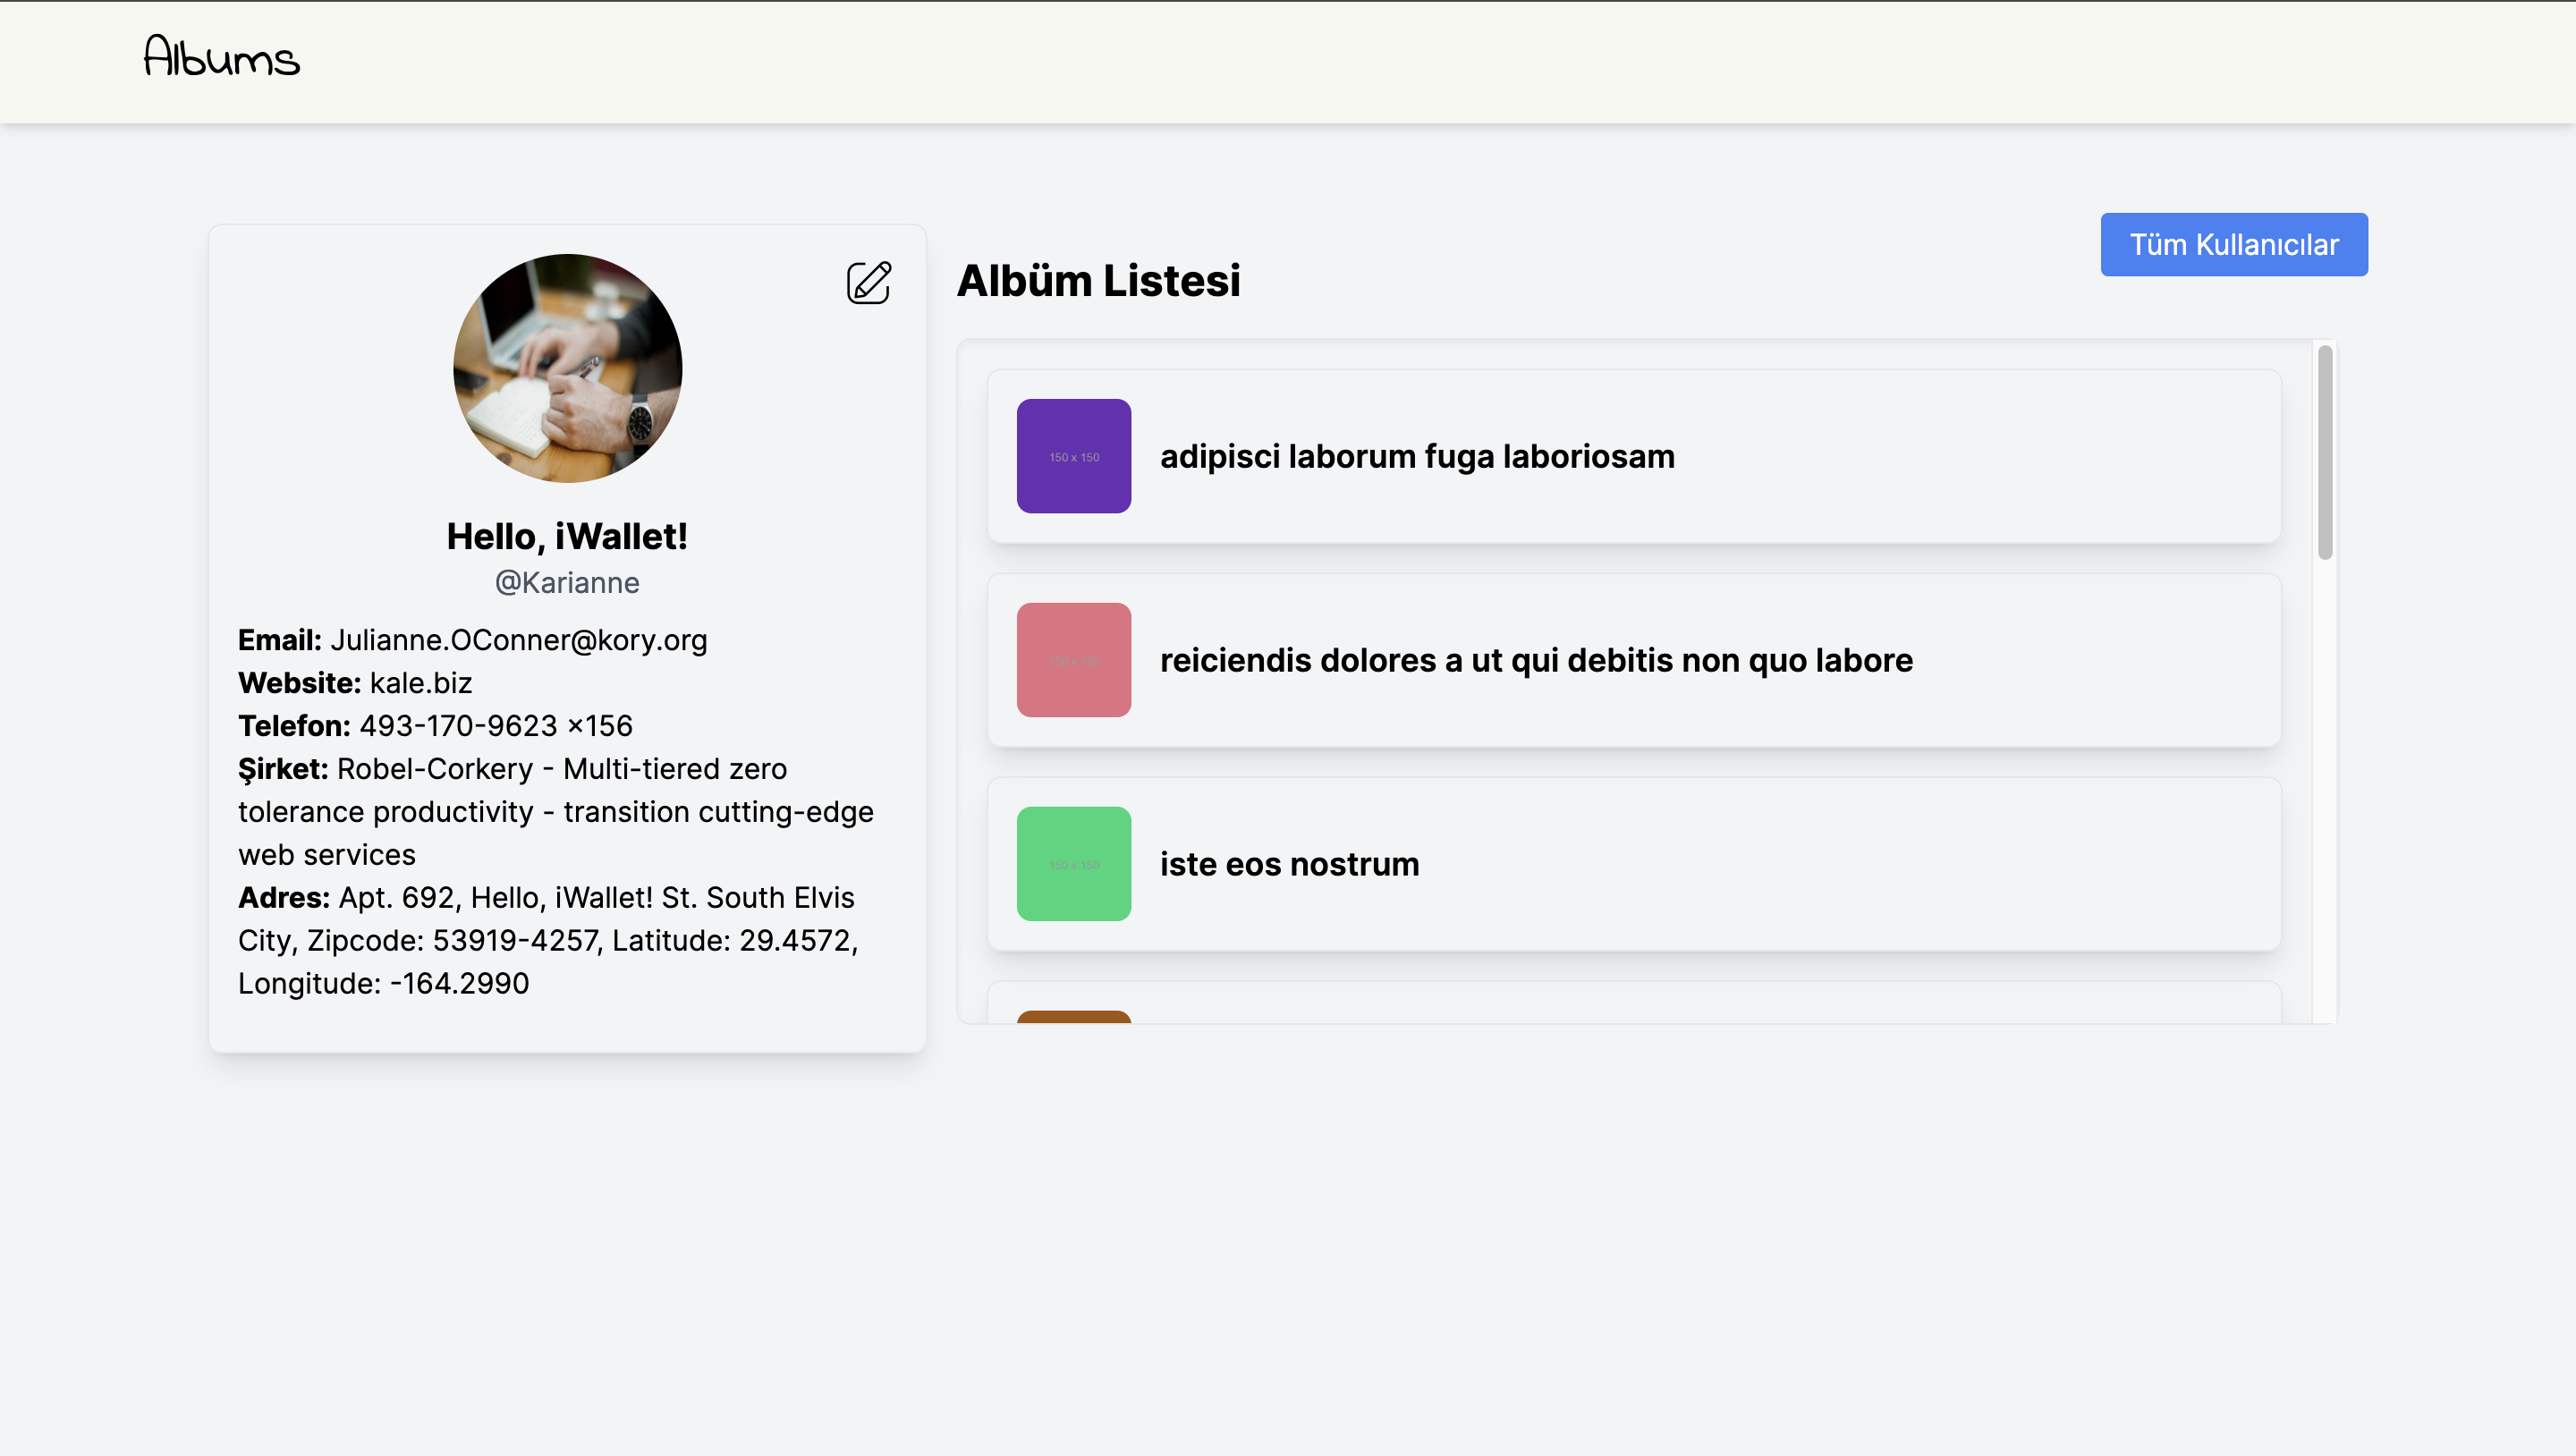 Albums
Tüm Kullanıcılar
Hello, iWallet!
@Karianne
Email: Julianne.OConner@kory.org
Website: kale.biz
Telefon: 493-170-9623 x156
Şirket: Robel-Corkery - Multi-tiered zero
tolerance productivity - transition cutting-edge
web services
Adres: Apt. 692, Hello, iWallet! St. South Elvis
City, Zipcode: 53919-4257, Latitude: 29.4572,
Longitude: -164.2990
Albüm Listesi
150 x 150
adipisci laborum fuga laboriosam
150 x 150
reiciendis dolores a ut qui debitis non quo labore
150 x 150
iste eos nostrum